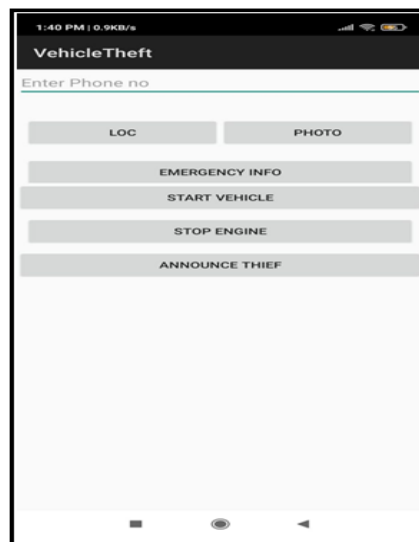 1:40 PM | 0.9KB/s
VehicleTheft
Enter Phone no
LOC PHOTO
EMERGENCY INFO
START VEHICLE
STOP ENGINE
ANNOUNCE THIEF